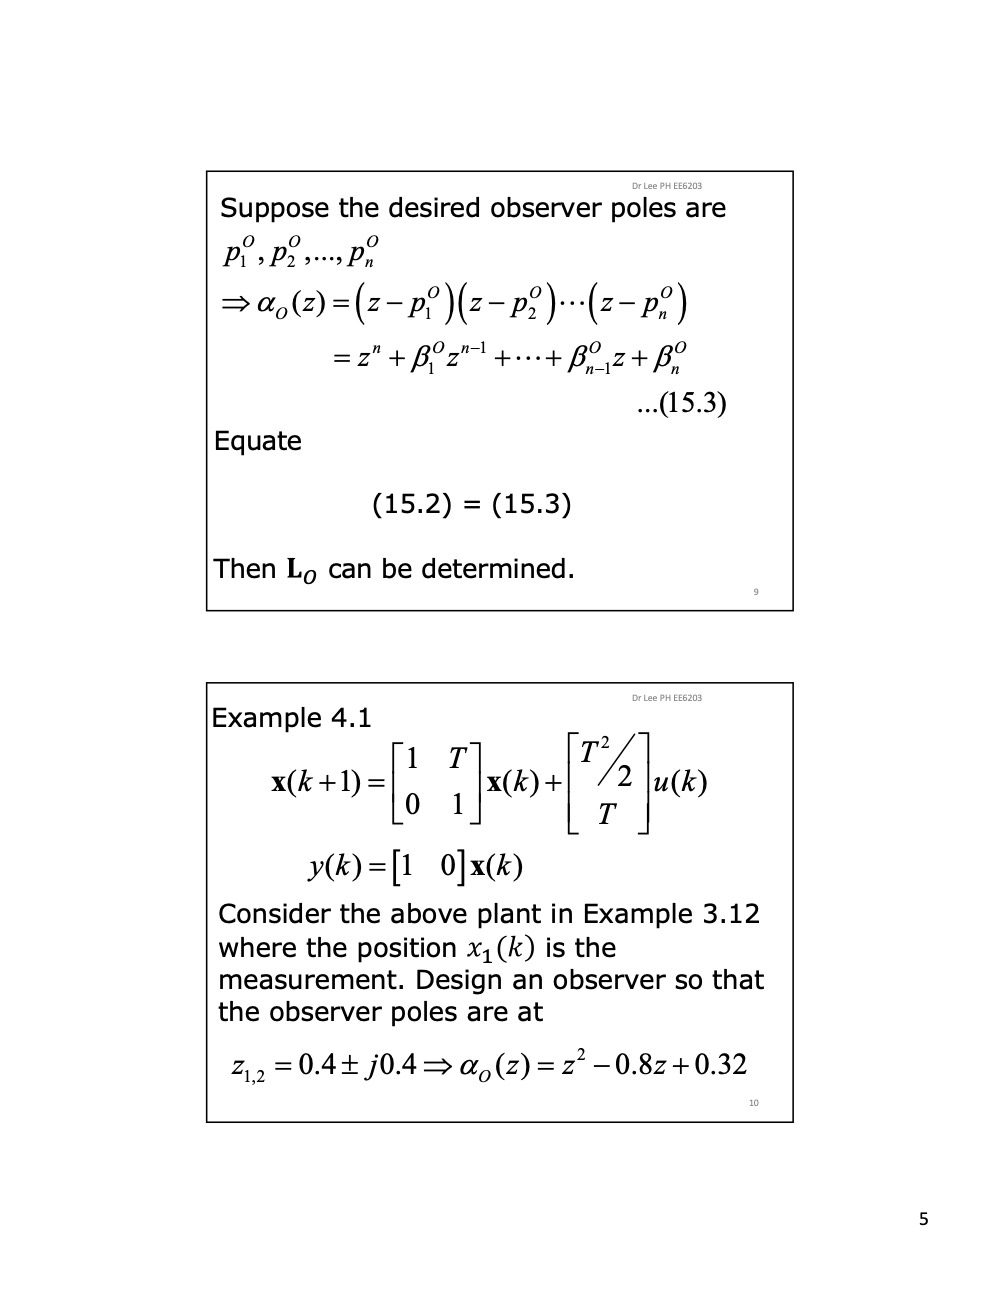 Dr Lee PH EE6203
Suppose the desired observer poles are
p₁ᴼ, p₂ᴼ,..., pₙᴼ
⇒ α_O(z) = (z − p₁ᴼ)(z − p₂ᴼ)⋯(z − pₙᴼ)
= zⁿ + β₁ᴼzⁿ⁻¹ + ⋯ + βₙ₋₁ᴼz + βₙᴼ
...(15.3)
Equate
(15.2) = (15.3)
Then L_O can be determined.
9
Dr Lee PH EE6203
Example 4.1
x(k+1) = [1 T; 0 1] x(k) + [T²/2; T] u(k)
y(k) = [1 0] x(k)
Consider the above plant in Example 3.12
where the position x₁(k) is the
measurement. Design an observer so that
the observer poles are at
z₁,₂ = 0.4 ± j0.4 ⇒ α_O(z) = z² − 0.8z + 0.32
10
5